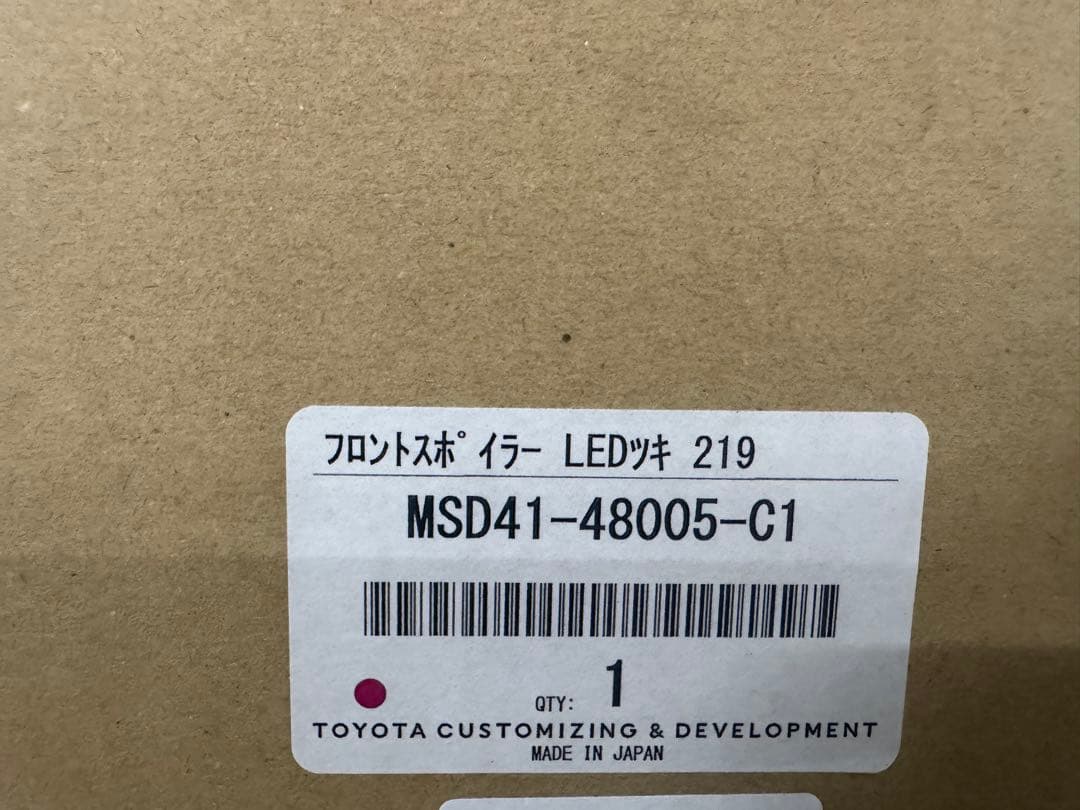 フロントスポイラー LEDツキ 219
MSD41-48005-C1
QTY: 1
TOYOTA CUSTOMIZING & DEVELOPMENT
MADE IN JAPAN